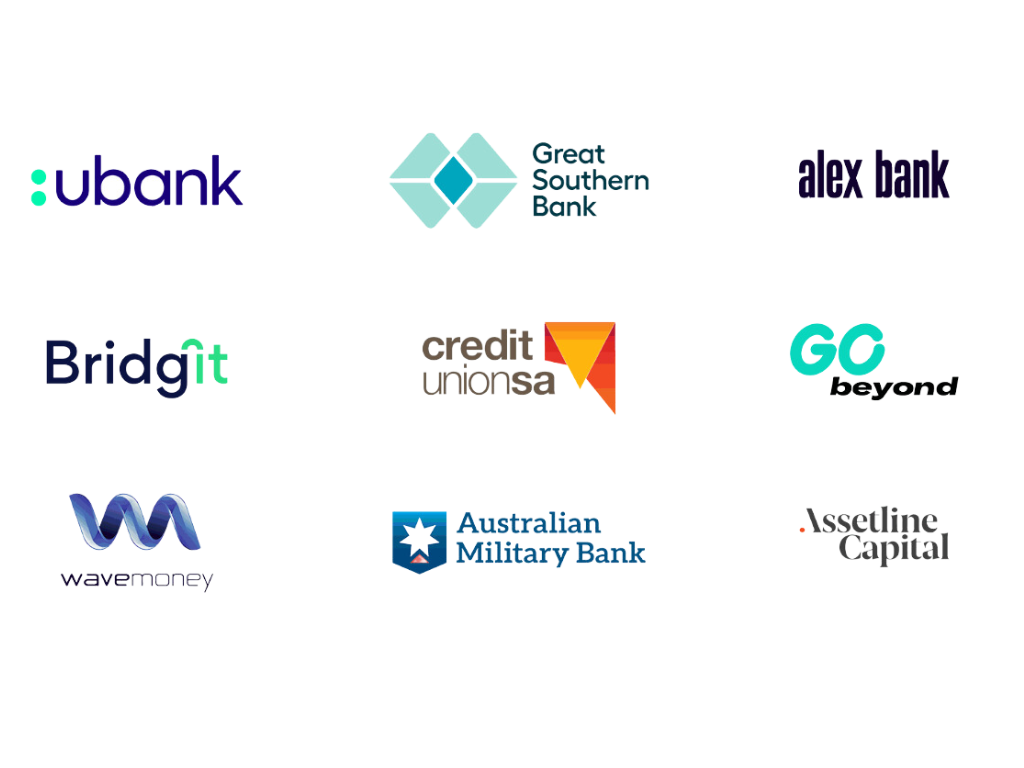 :ubank
Great
Southern
Bank
alex bank
Bridgit
credit
unionsa
GO
beyond
wavemoney
Australian
Military Bank
Assetline
Capital